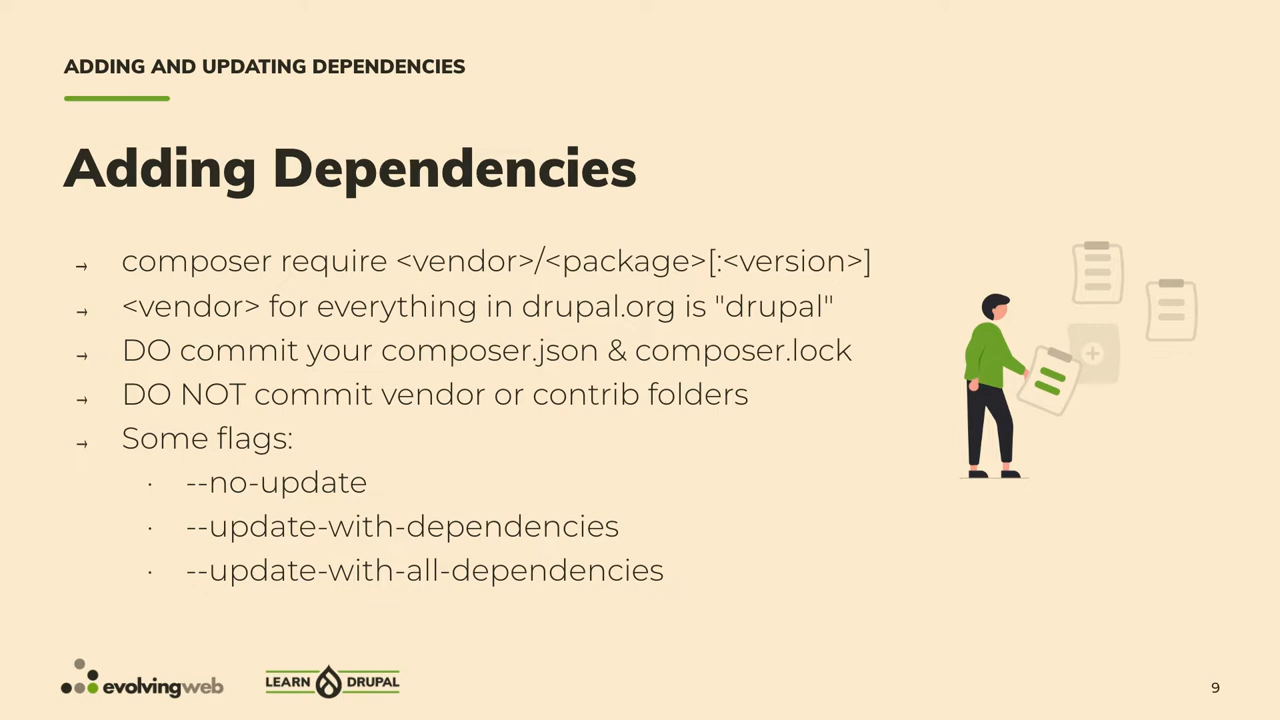 ADDING AND UPDATING DEPENDENCIES
Adding Dependencies
→ composer require <vendor>/<package>[:<version>]
→ <vendor> for everything in drupal.org is "drupal"
→ DO commit your composer.json & composer.lock
→ DO NOT commit vendor or contrib folders
→ Some flags:
· --no-update
· --update-with-dependencies
· --update-with-all-dependencies
evolvingweb
LEARN DRUPAL
9